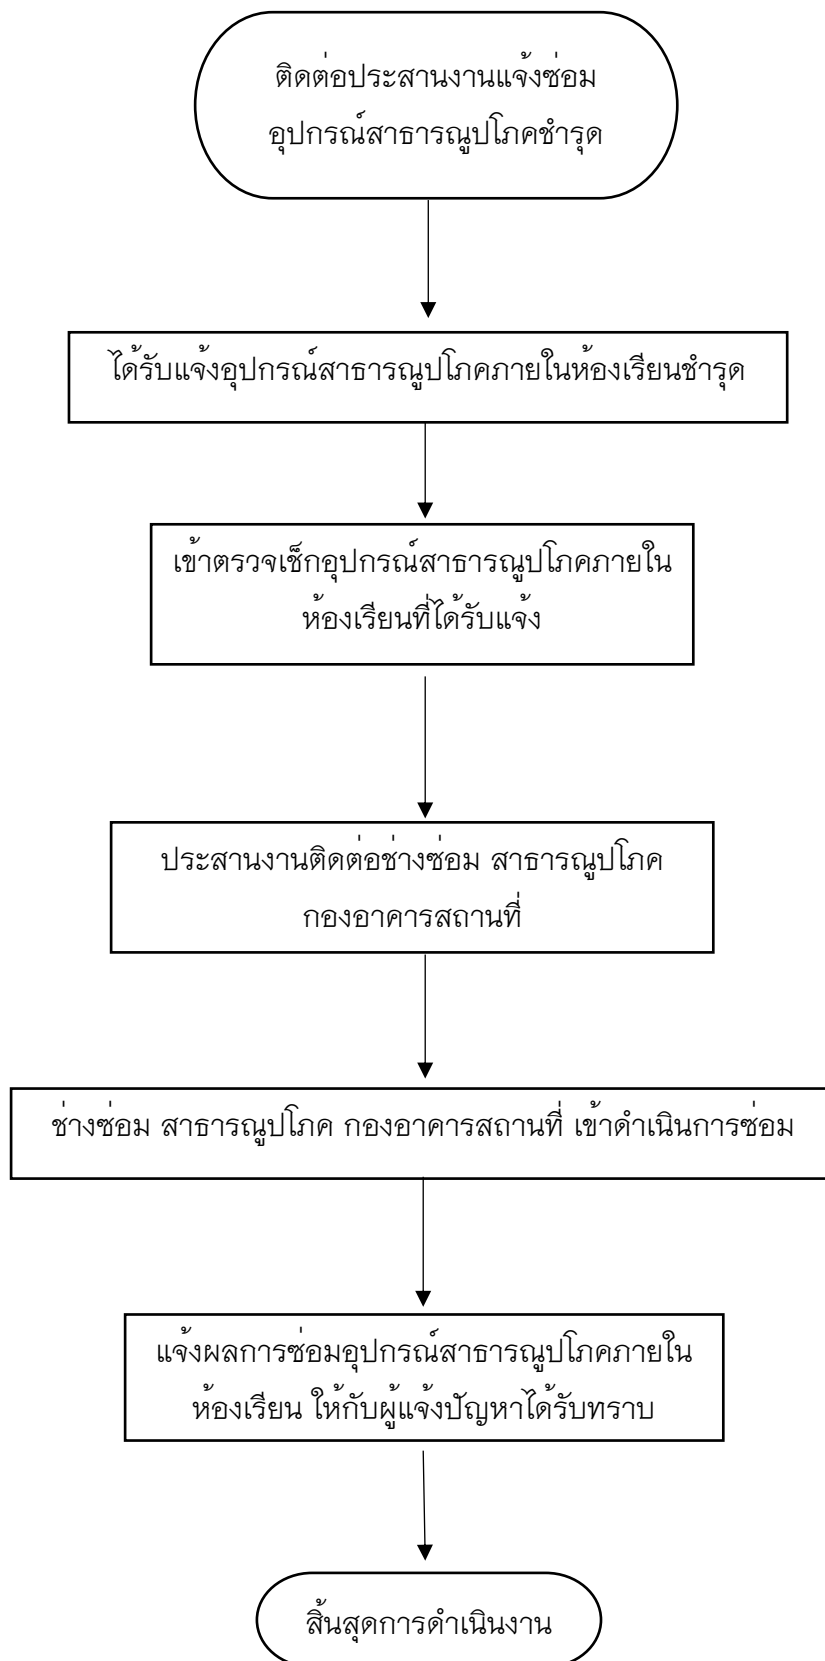 ติดต่อประสานงานแจ้งซ่อม
อุปกรณ์สาธารณูปโภคชำรุด
ได้รับแจ้งอุปกรณ์สาธารณูปโภคภายในห้องเรียนชำรุด
เข้าตรวจเช็กอุปกรณ์สาธารณูปโภคภายใน
ห้องเรียนที่ได้รับแจ้ง
ประสานงานติดต่อช่างซ่อม สาธารณูปโภค
กองอาคารสถานที่
ช่างซ่อม สาธารณูปโภค กองอาคารสถานที่ เข้าดำเนินการซ่อม
แจ้งผลการซ่อมอุปกรณ์สาธารณูปโภคภายใน
ห้องเรียน ให้กับผู้แจ้งปัญหาได้รับทราบ
สิ้นสุดการดำเนินงาน